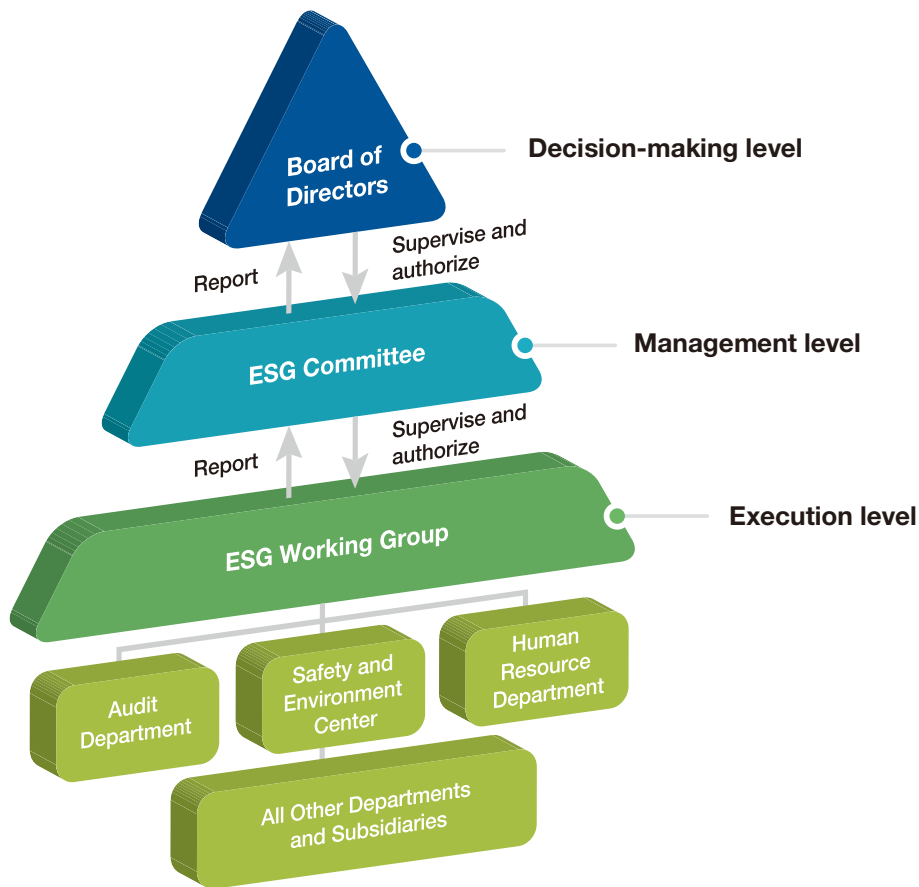 Board of
Directors
Decision-making level
Report
Supervise and
authorize
ESG Committee
Management level
Report
Supervise and
authorize
ESG Working Group
Execution level
Audit
Department
Safety and
Environment
Center
Human
Resource
Department
All Other Departments
and Subsidiaries